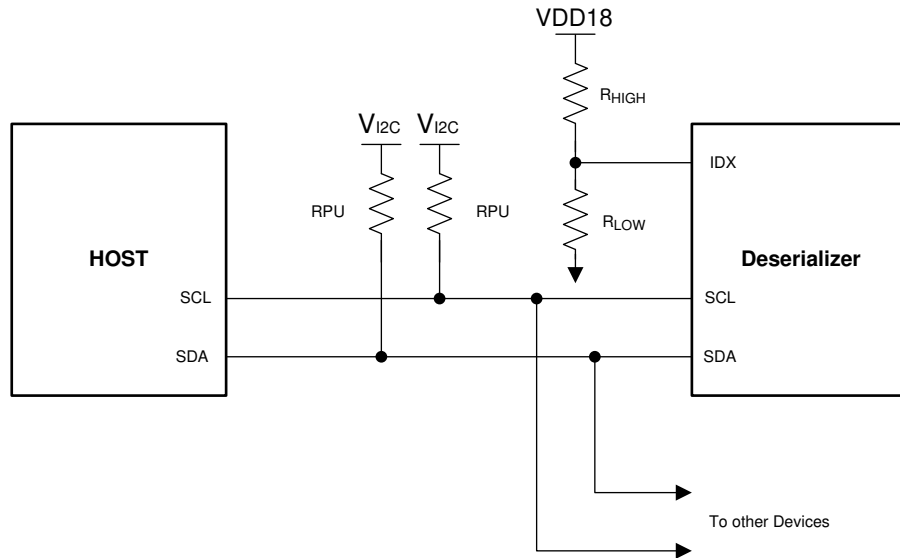 VDD18
RHIGH
VI2C VI2C
IDX
RPU RPU
RLOW
HOST
Deserializer
SCL SCL
SDA SDA
To other Devices